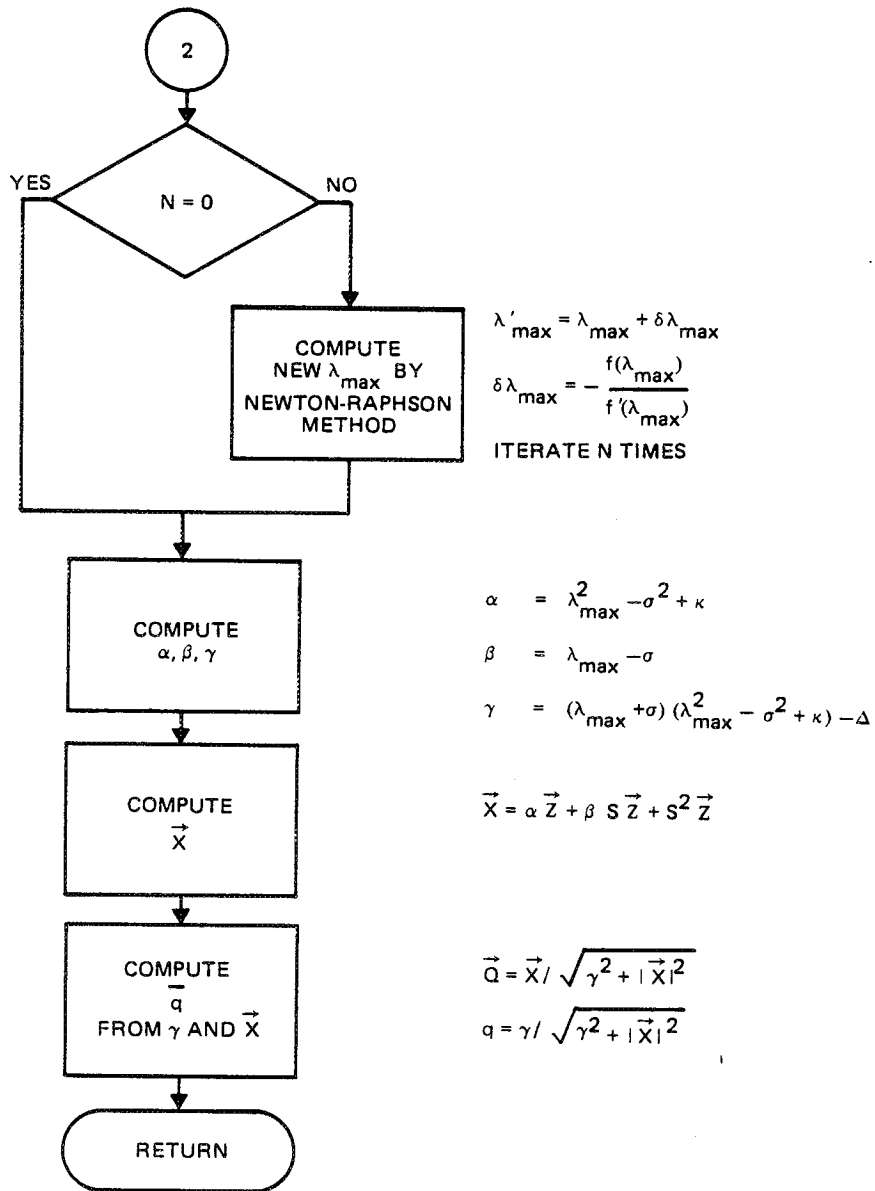 2
YES
NO
N = 0
COMPUTE
NEW λmax BY
NEWTON-RAPHSON
METHOD
λ'max = λmax + δλmax
δλmax = − f(λmax) / f'(λmax)
ITERATE N TIMES
COMPUTE
α, β, γ
α = λ²max −σ² + κ
β = λmax −σ
γ = (λmax +σ) (λ²max − σ² + κ) −Δ
COMPUTE
X⃗
X⃗ = α Z⃗ + β S Z⃗ + S² Z⃗
COMPUTE
q̅
FROM γ AND X⃗
Q⃗ = X⃗ / √(γ² + |X⃗|²)
q = γ / √(γ² + |X⃗|²)
RETURN